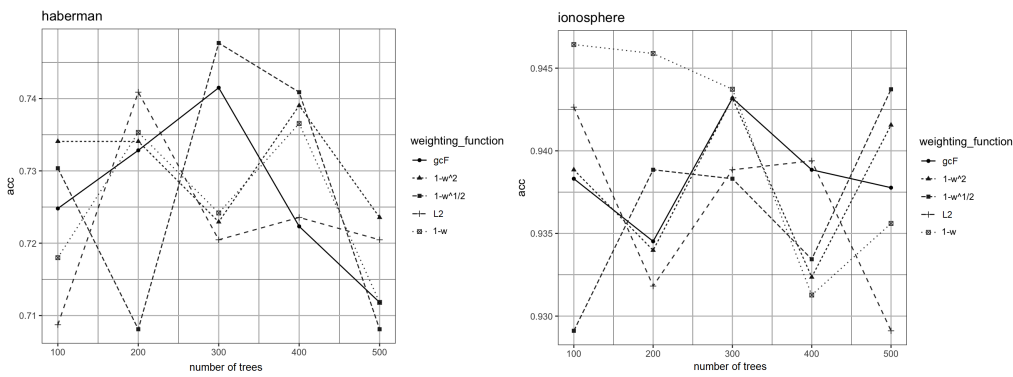 haberman
acc
0.74
0.73
0.72
0.71
100 200 300 400 500
number of trees
weighting_function
gcF
1-w^2
1-w^1/2
L2
1-w
ionosphere
acc
0.945
0.940
0.935
0.930
100 200 300 400 500
number of trees
weighting_function
gcF
1-w^2
1-w^1/2
L2
1-w